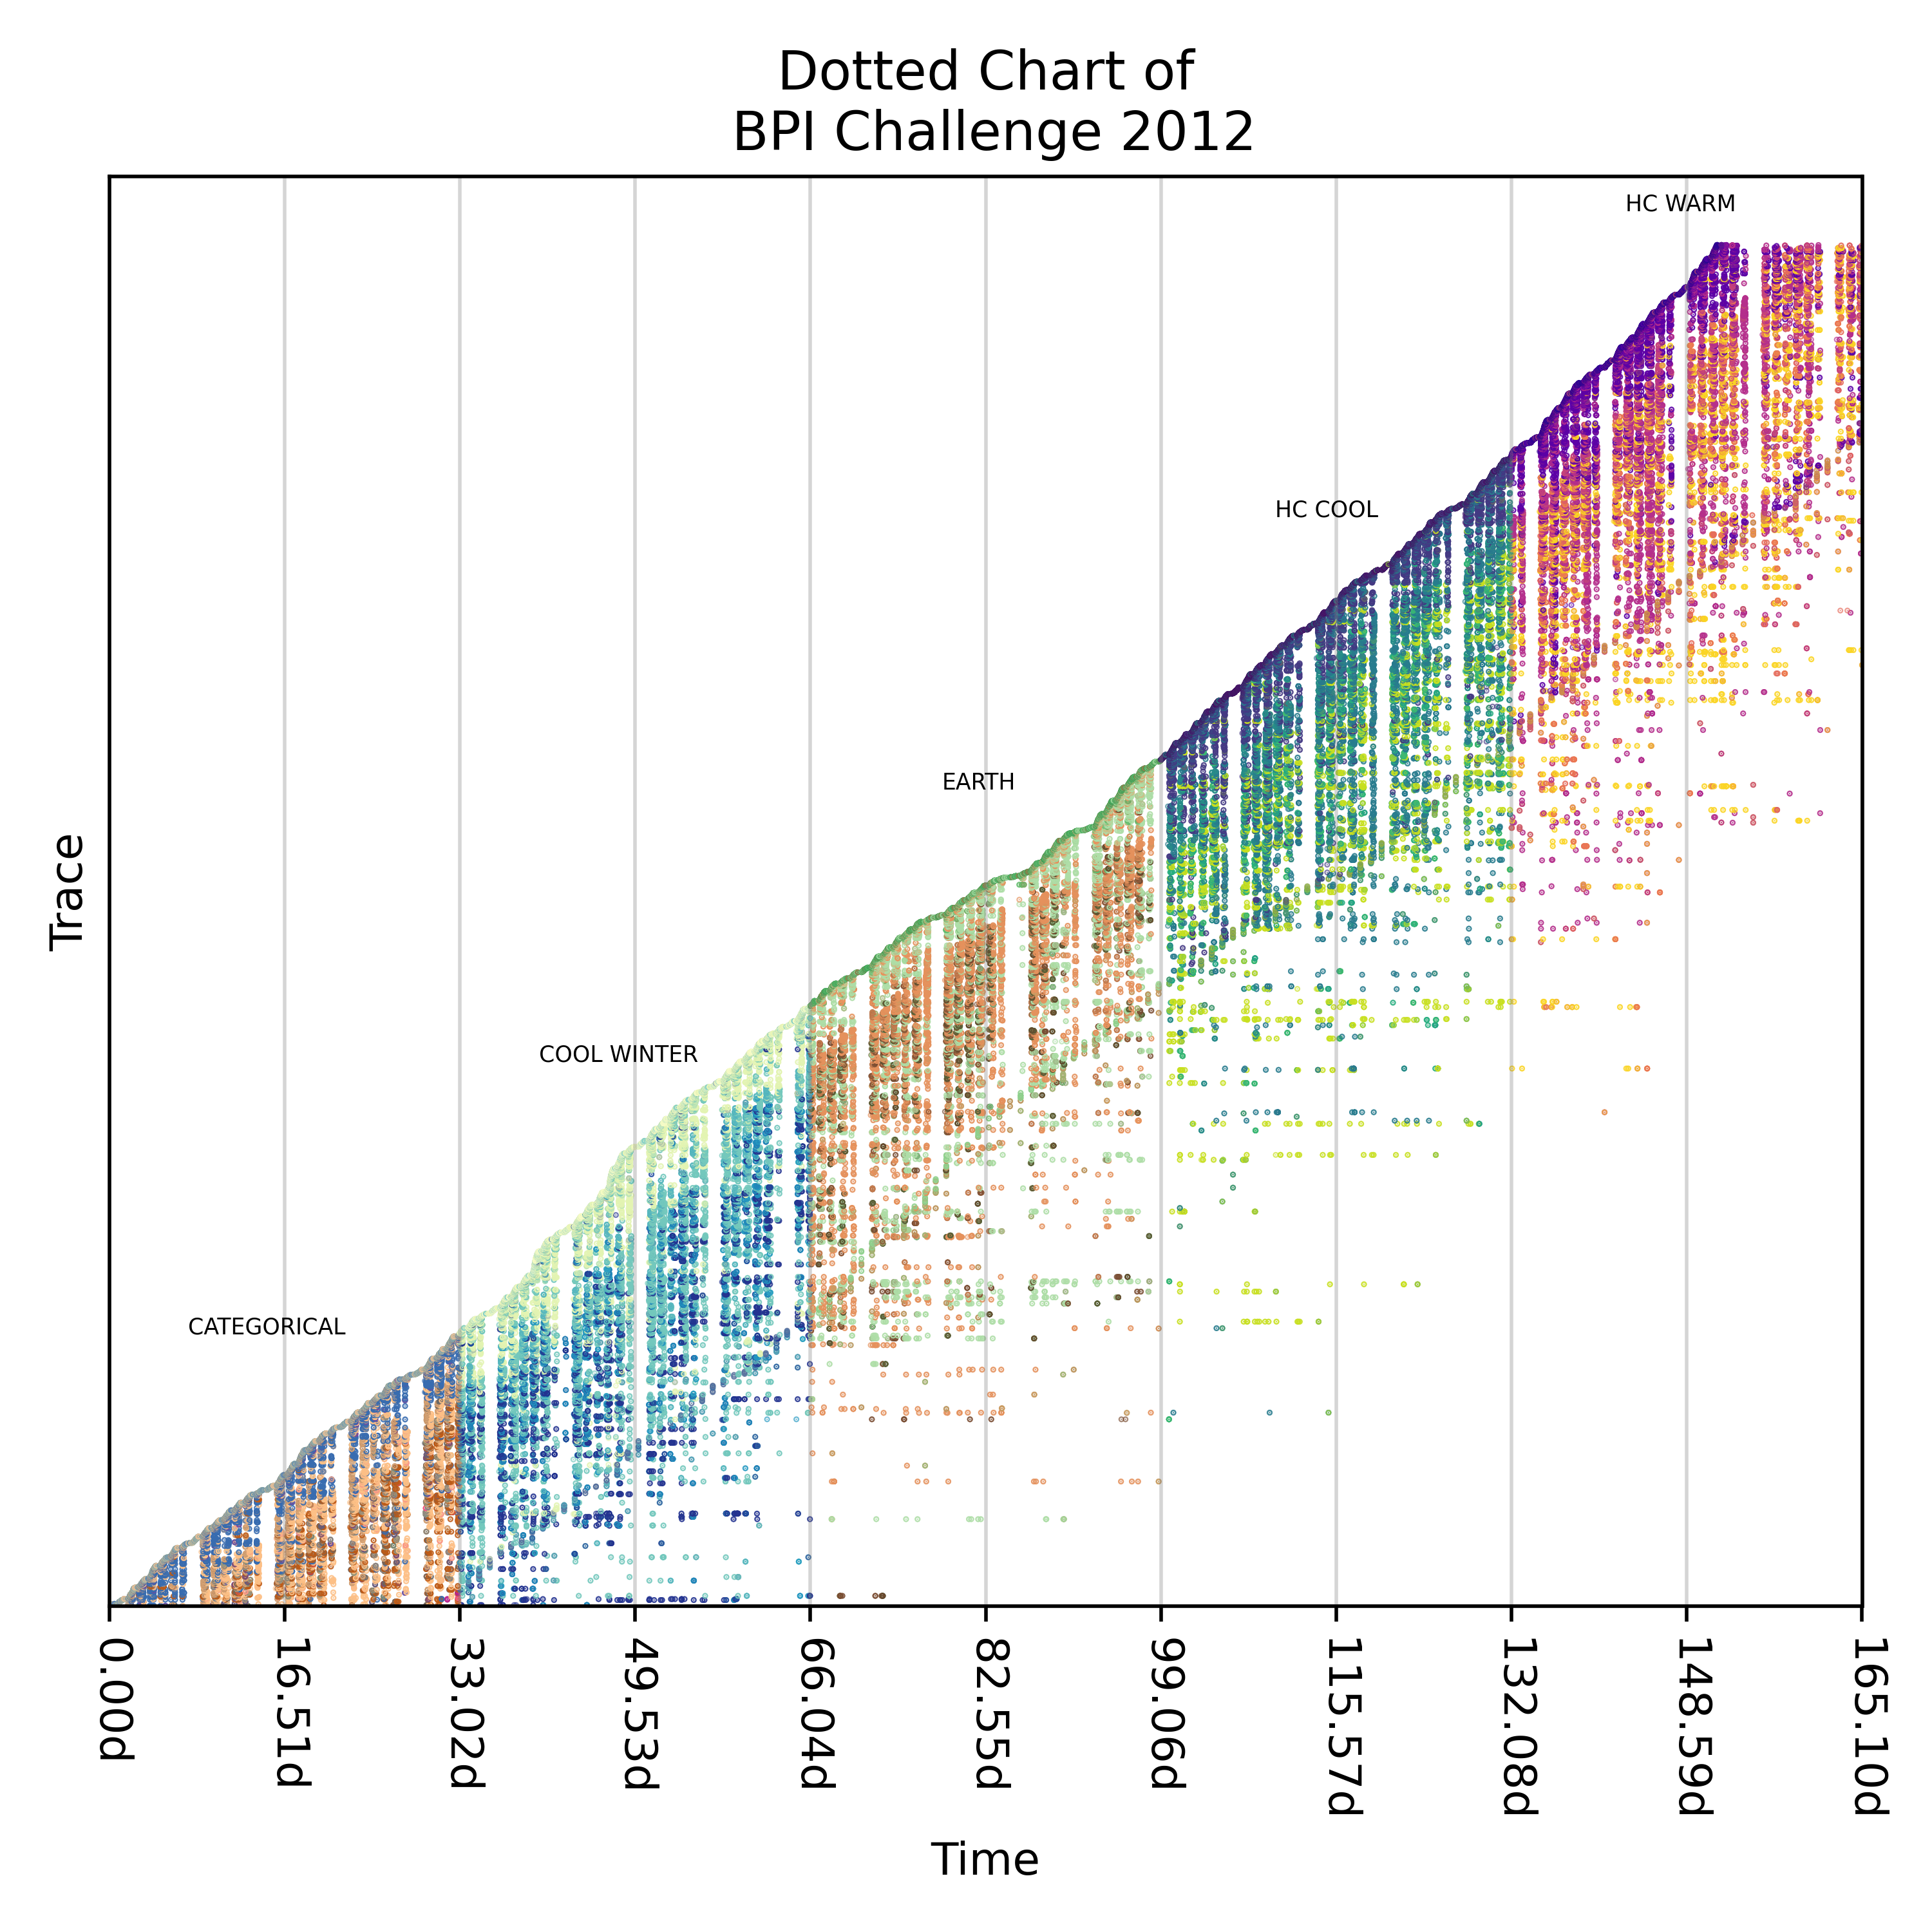 Dotted Chart of
BPI Challenge 2012
HC WARM
HC COOL
EARTH
COOL WINTER
CATEGORICAL
Trace
0.00d
16.51d
33.02d
49.53d
66.04d
82.55d
99.06d
115.57d
132.08d
148.59d
165.10d
Time